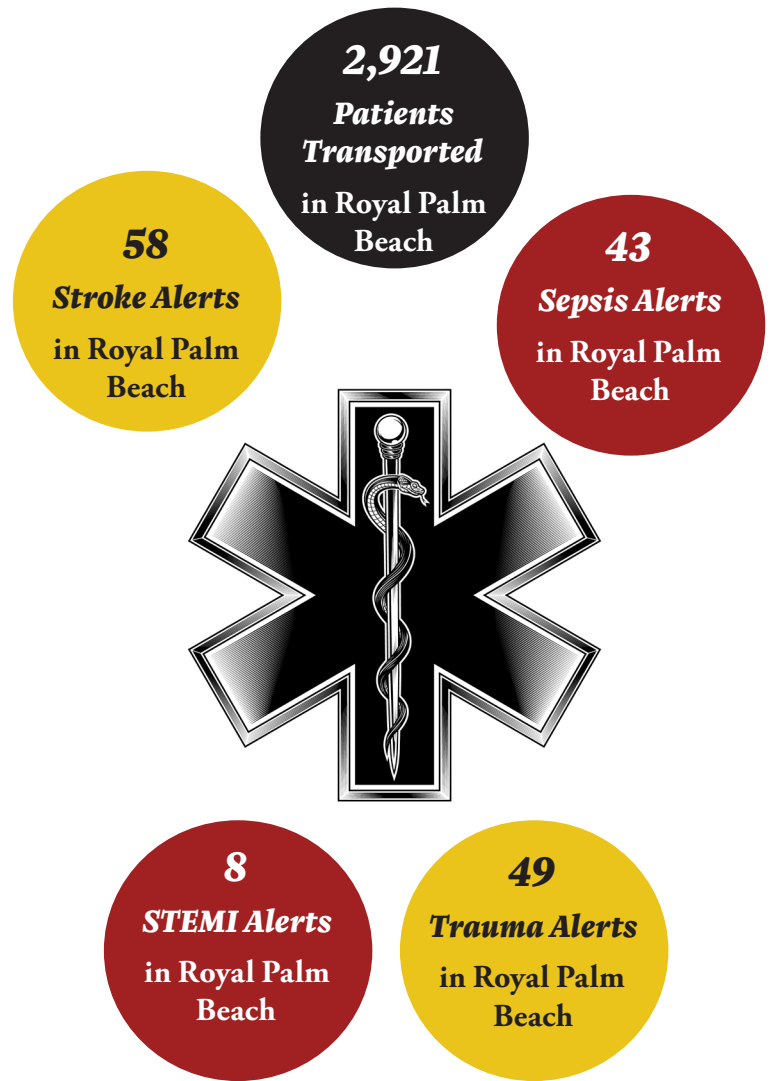 2,921
Patients
Transported
in Royal Palm
Beach
58
Stroke Alerts
in Royal Palm
Beach
43
Sepsis Alerts
in Royal Palm
Beach
8
STEMI Alerts
in Royal Palm
Beach
49
Trauma Alerts
in Royal Palm
Beach